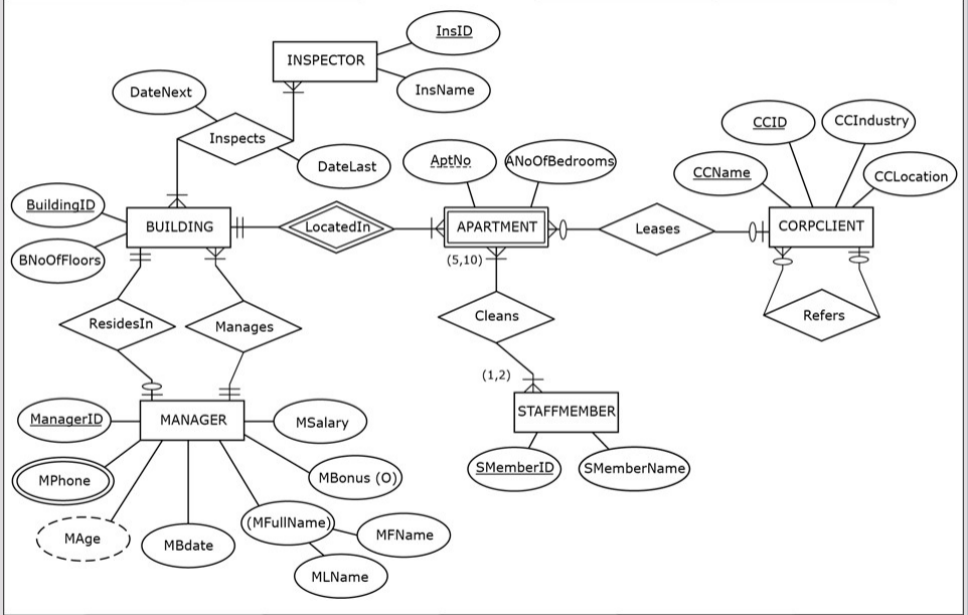 InsID
INSPECTOR
InsName
DateNext
Inspects
DateLast
AptNo
ANoOfBedrooms
CCID
CCIndustry
CCName
CCLocation
BuildingID
BUILDING
LocatedIn
APARTMENT
Leases
CORPCLIENT
BNoOfFloors
(5,10)
ResidesIn
Manages
Cleans
Refers
(1,2)
ManagerID
MANAGER
MSalary
STAFFMEMBER
MPhone
MBonus (O)
SMemberID
SMemberName
MAge
MBdate
(MFullName)
MFName
MLName